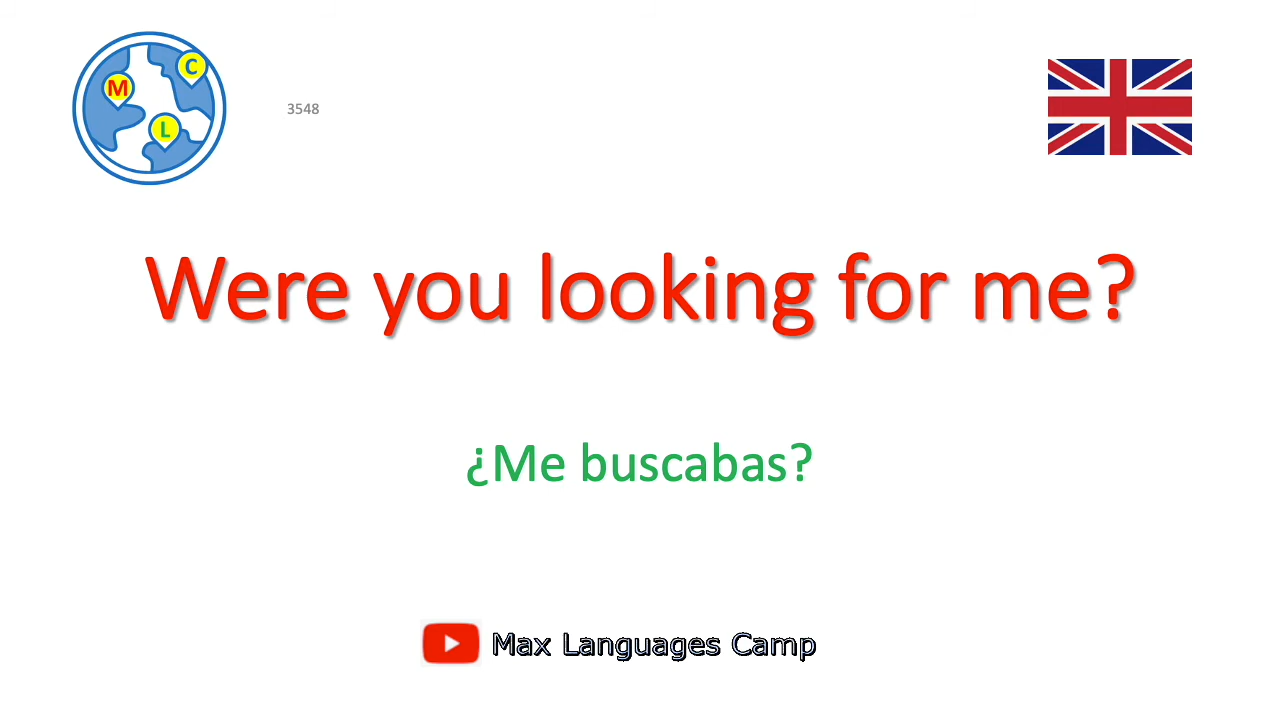 M
C
L
3548
Were you looking for me?
¿Me buscabas?
Max Languages Camp